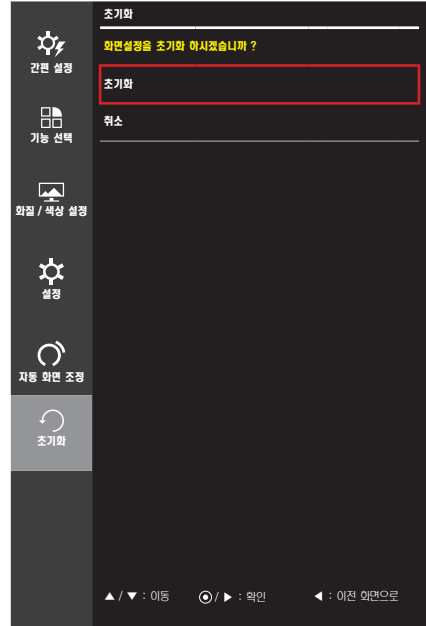 간편 설정
기능 선택
화질 / 색상 설정
설정
자동 화면 조정
초기화
초기화
화면설정을 초기화 하시겠습니까 ?
초기화
취소
▲ / ▼ : 이동 ◉ / ▶ : 확인 ◀ : 이전 화면으로